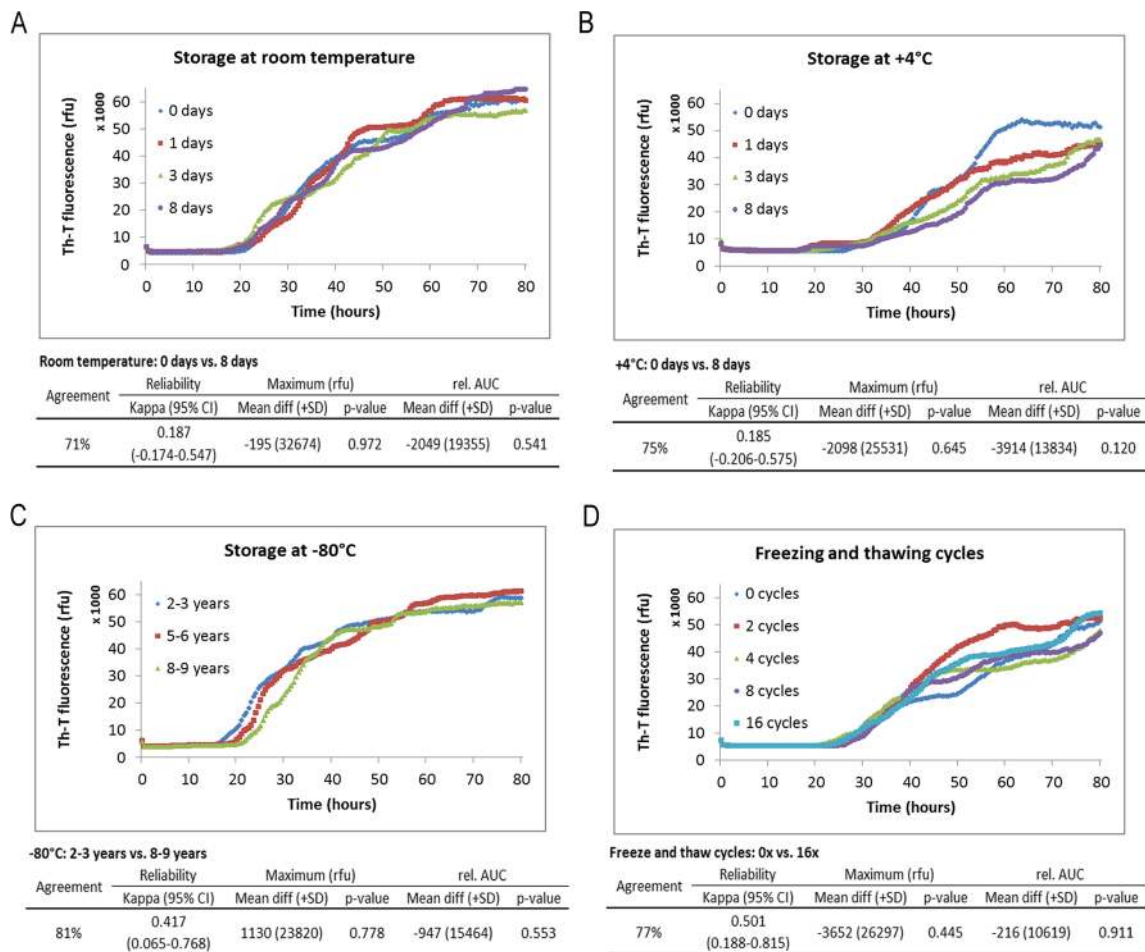 A
Storage at room temperature
x 1000
Th-T fluorescence (rfu)
60
50
40
30
20
10
0
0 days
1 days
3 days
8 days
0 10 20 30 40 50 60 70 80
Time (hours)
Room temperature: 0 days vs. 8 days
Agreement Reliability Maximum (rfu) rel. AUC
Kappa (95% CI) Mean diff (+SD) p-value Mean diff (+SD) p-value
71% 0.187 -195 (32674) 0.972 -2049 (19355) 0.541
(-0.174-0.547)
B
Storage at +4°C
x 1000
Th-T fluorescence (rfu)
60
50
40
30
20
10
0
0 days
1 days
3 days
8 days
0 10 20 30 40 50 60 70 80
Time (hours)
+4°C: 0 days vs. 8 days
Agreement Reliability Maximum (rfu) rel. AUC
Kappa (95% CI) Mean diff (+SD) p-value Mean diff (+SD) p-value
75% 0.185 -2098 (25531) 0.645 -3914 (13834) 0.120
(-0.206-0.575)
C
Storage at -80°C
x 1000
Th-T fluorescence (rfu)
60
50
40
30
20
10
0
2-3 years
5-6 years
8-9 years
0 10 20 30 40 50 60 70 80
Time (hours)
-80°C: 2-3 years vs. 8-9 years
Agreement Reliability Maximum (rfu) rel. AUC
Kappa (95% CI) Mean diff (+SD) p-value Mean diff (+SD) p-value
81% 0.417 1130 (23820) 0.778 -947 (15464) 0.553
(0.065-0.768)
D
Freezing and thawing cycles
x 1000
Th-T fluorescence (rfu)
60
50
40
30
20
10
0
0 cycles
2 cycles
4 cycles
8 cycles
16 cycles
0 10 20 30 40 50 60 70 80
Time (hours)
Freeze and thaw cycles: 0x vs. 16x
Agreement Reliability Maximum (rfu) rel. AUC
Kappa (95% CI) Mean diff (+SD) p-value Mean diff (+SD) p-value
77% 0.501 -3652 (26297) 0.445 -216 (10619) 0.911
(0.188-0.815)